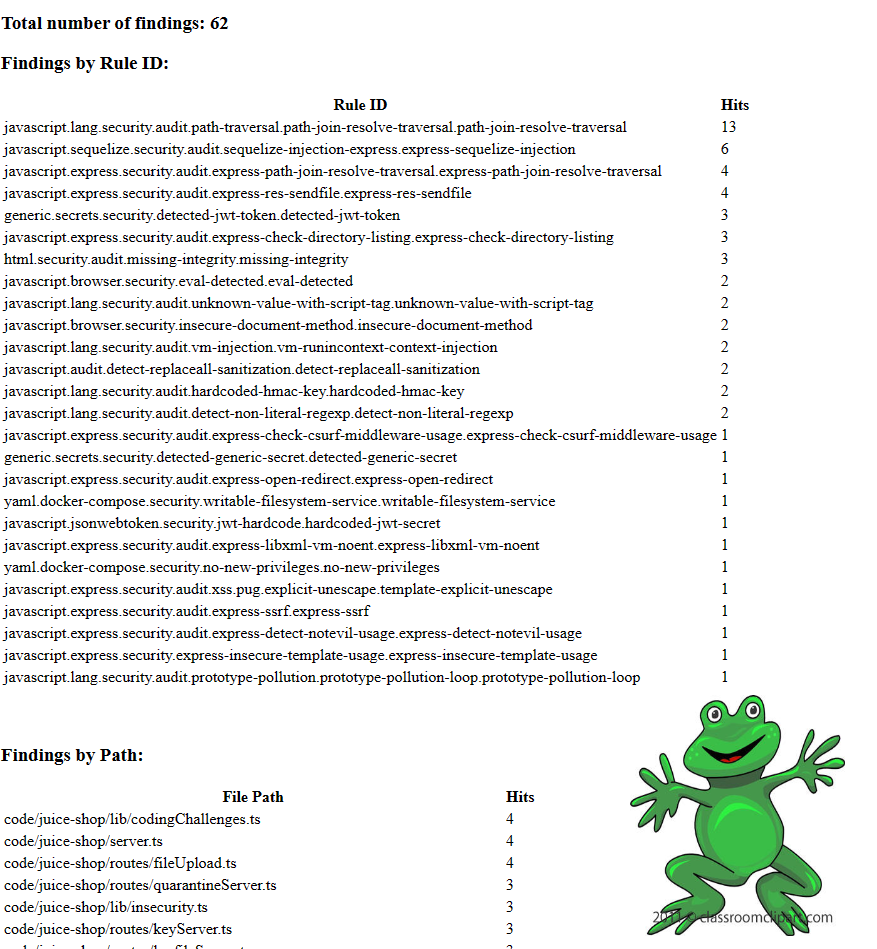 Total number of findings: 62
Findings by Rule ID:
Rule ID Hits
javascript.lang.security.audit.path-traversal.path-join-resolve-traversal.path-join-resolve-traversal 13
javascript.sequelize.security.audit.sequelize-injection-express.express-sequelize-injection 6
javascript.express.security.audit.express-path-join-resolve-traversal.express-path-join-resolve-traversal 4
javascript.express.security.audit.express-res-sendfile.express-res-sendfile 4
generic.secrets.security.detected-jwt-token.detected-jwt-token 3
javascript.express.security.audit.express-check-directory-listing.express-check-directory-listing 3
html.security.audit.missing-integrity.missing-integrity 3
javascript.browser.security.eval-detected.eval-detected 2
javascript.lang.security.audit.unknown-value-with-script-tag.unknown-value-with-script-tag 2
javascript.browser.security.insecure-document-method.insecure-document-method 2
javascript.lang.security.audit.vm-injection.vm-runincontext-context-injection 2
javascript.audit.detect-replaceall-sanitization.detect-replaceall-sanitization 2
javascript.lang.security.audit.hardcoded-hmac-key.hardcoded-hmac-key 2
javascript.lang.security.audit.detect-non-literal-regexp.detect-non-literal-regexp 2
javascript.express.security.audit.express-check-csurf-middleware-usage.express-check-csurf-middleware-usage 1
generic.secrets.security.detected-generic-secret.detected-generic-secret 1
javascript.express.security.audit.express-open-redirect.express-open-redirect 1
yaml.docker-compose.security.writable-filesystem-service.writable-filesystem-service 1
javascript.jsonwebtoken.security.jwt-hardcode.hardcoded-jwt-secret 1
javascript.express.security.audit.express-libxml-vm-noent.express-libxml-vm-noent 1
yaml.docker-compose.security.no-new-privileges.no-new-privileges 1
javascript.express.security.audit.xss.pug.explicit-unescape.template-explicit-unescape 1
javascript.express.security.audit.express-ssrf.express-ssrf 1
javascript.express.security.audit.express-detect-notevil-usage.express-detect-notevil-usage 1
javascript.express.security.express-insecure-template-usage.express-insecure-template-usage 1
javascript.lang.security.audit.prototype-pollution.prototype-pollution-loop.prototype-pollution-loop 1
Findings by Path:
File Path Hits
code/juice-shop/lib/codingChallenges.ts 4
code/juice-shop/server.ts 4
code/juice-shop/routes/fileUpload.ts 4
code/juice-shop/routes/quarantineServer.ts 3
code/juice-shop/lib/insecurity.ts 3
code/juice-shop/routes/keyServer.ts 3
classroomclipart.com